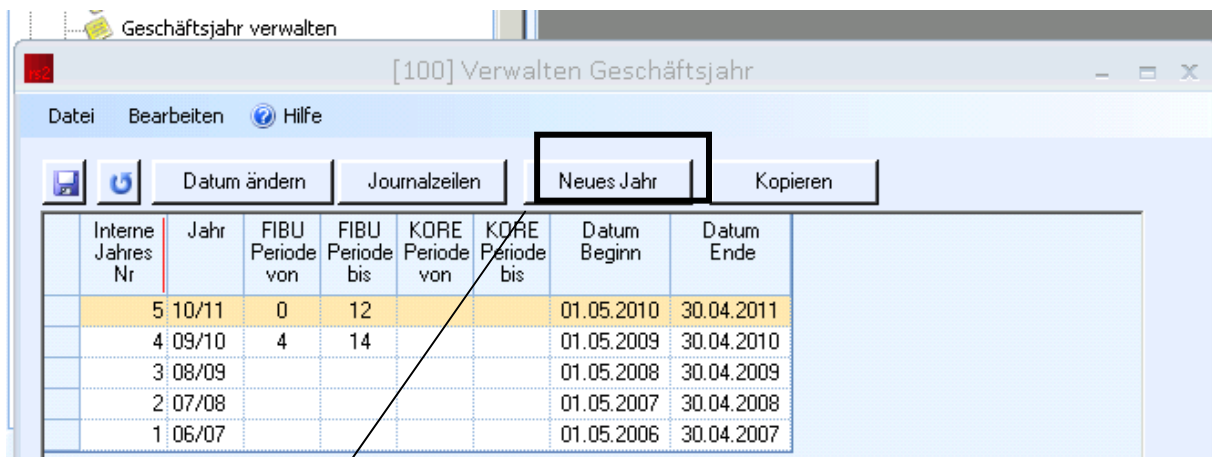 Geschäftsjahr verwalten
rs2 [100] Verwalten Geschäftsjahr
Datei Bearbeiten Hilfe
Datum ändern Journalzeilen Neues Jahr Kopieren
Interne Jahres Nr Jahr FIBU Periode von FIBU Periode bis KORE Periode von KORE Periode bis Datum Beginn Datum Ende
5 10/11 0 12 01.05.2010 30.04.2011
4 09/10 4 14 01.05.2009 30.04.2010
3 08/09 01.05.2008 30.04.2009
2 07/08 01.05.2007 30.04.2008
1 06/07 01.05.2006 30.04.2007